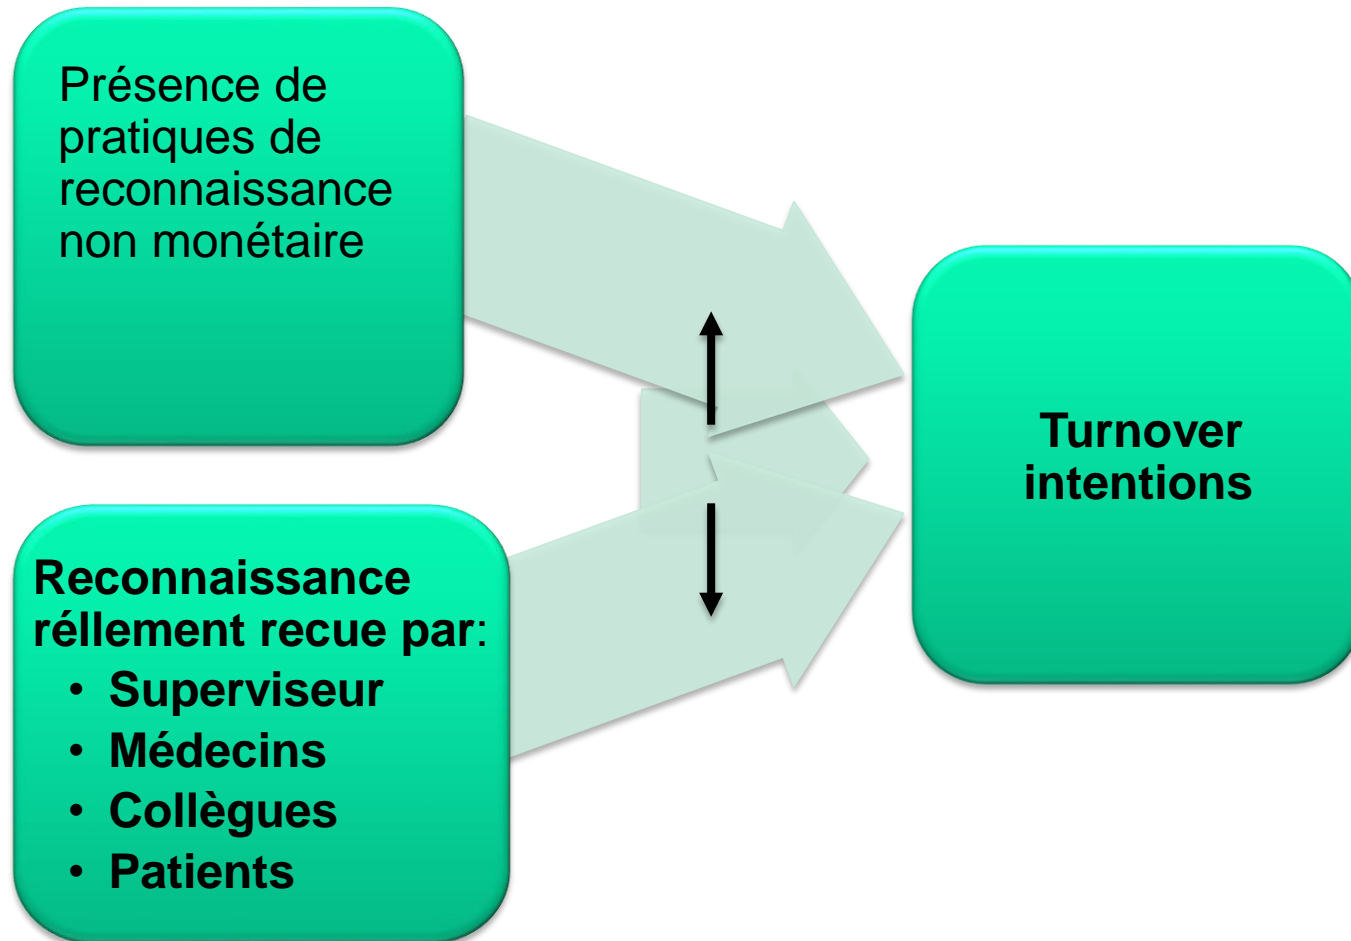 Présence de
pratiques de
reconnaissance
non monétaire
Reconnaissance
réllement recue par:
• Superviseur
• Médecins
• Collègues
• Patients
Turnover
intentions